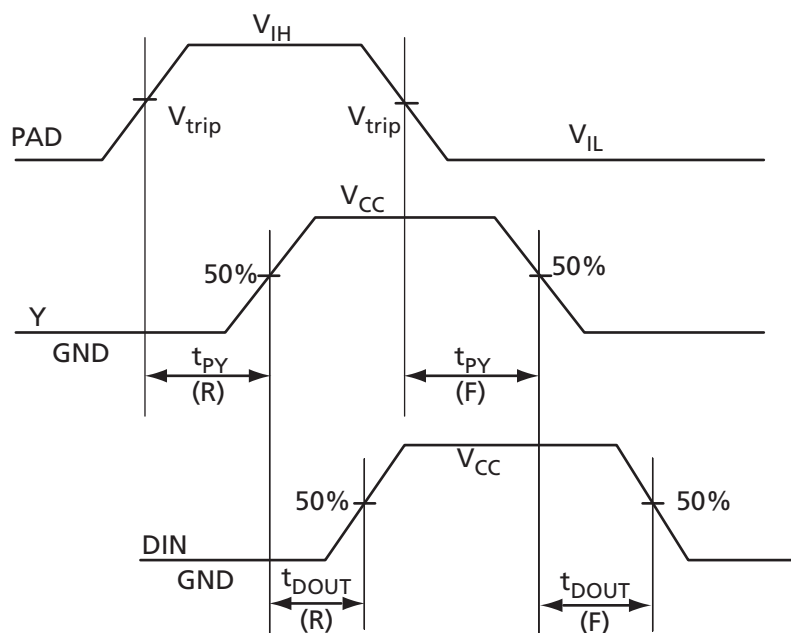 V_IH
V_trip
V_trip
PAD
V_IL
V_CC
50%
50%
Y
GND
t_PY
(R)
t_PY
(F)
V_CC
50%
50%
DIN
GND
t_DOUT
(R)
t_DOUT
(F)